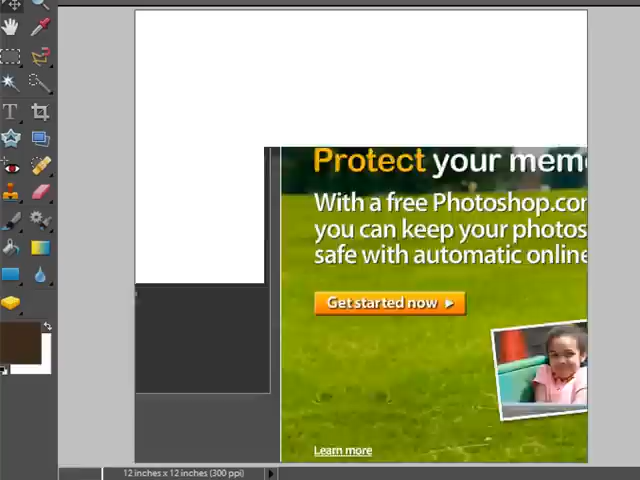 Protect your mem
With a free Photoshop.co
you can keep your photos
safe with automatic online
Get started now
Learn more
12 inches x 12 inches (300 ppi)
T